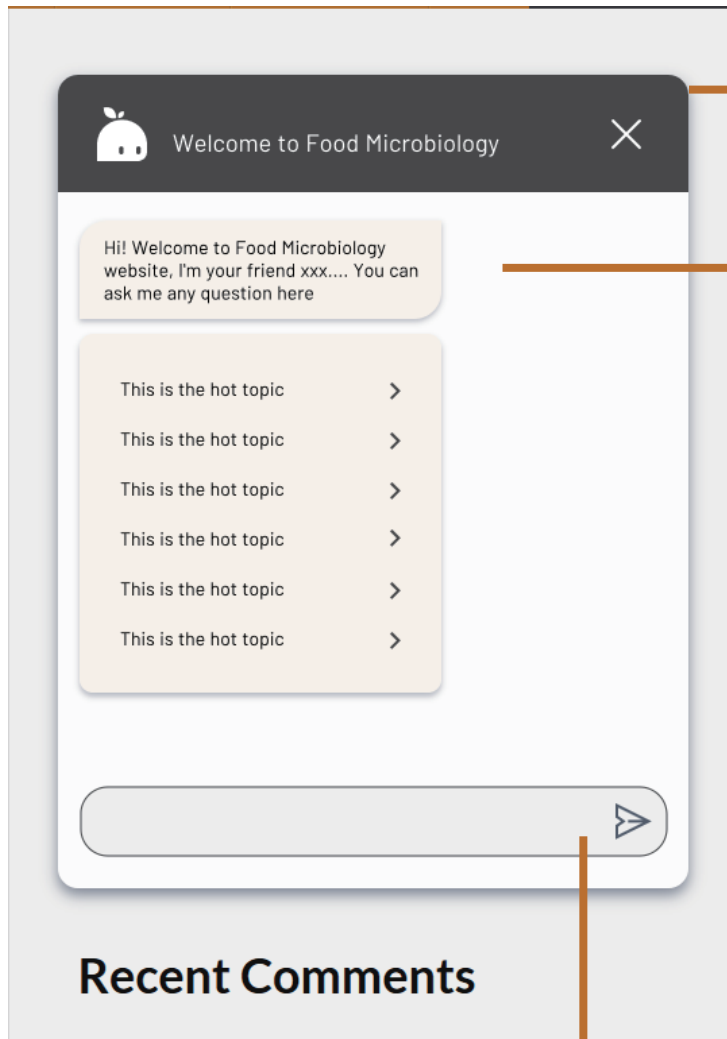 Welcome to Food Microbiology
Hi! Welcome to Food Microbiology
website, I'm your friend xxx.... You can
ask me any question here
This is the hot topic
This is the hot topic
This is the hot topic
This is the hot topic
This is the hot topic
This is the hot topic
Recent Comments